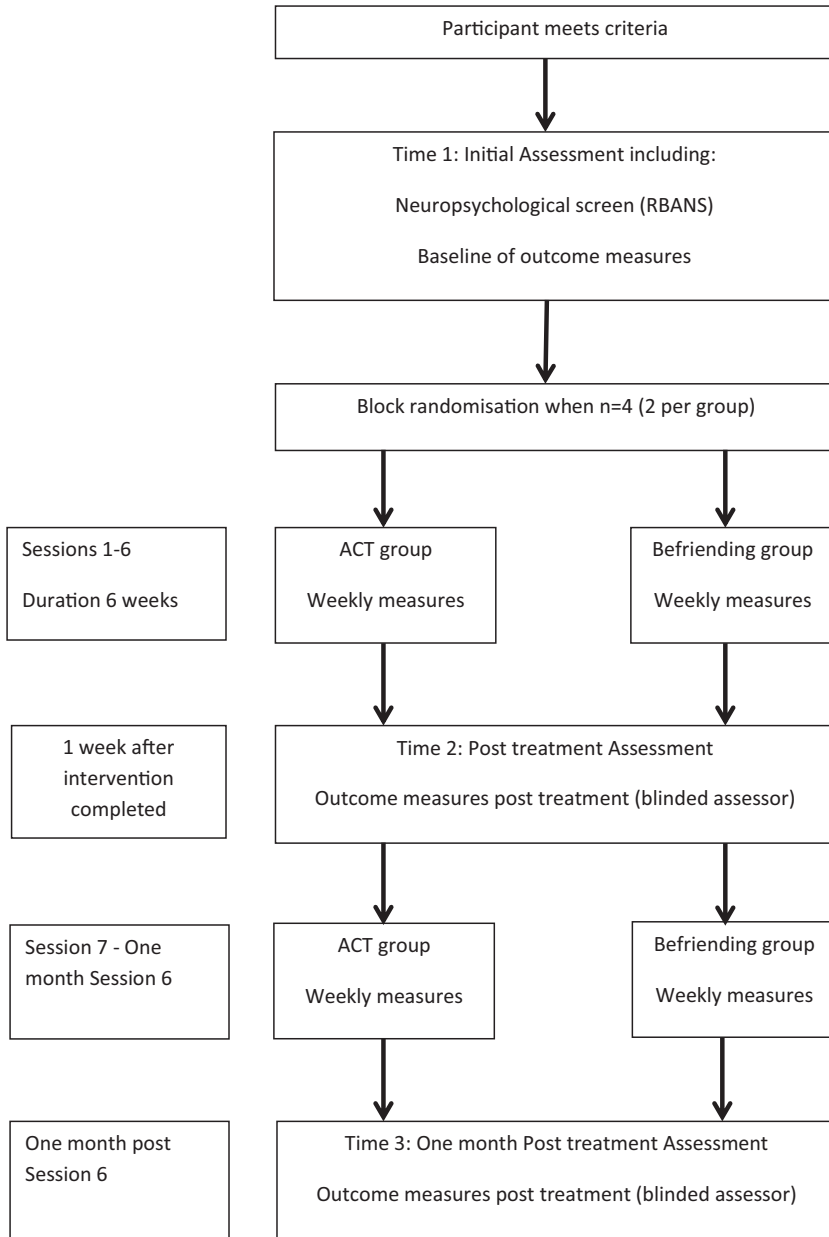 Participant meets criteria
Time 1: Initial Assessment including:
Neuropsychological screen (RBANS)
Baseline of outcome measures
Block randomisation when n=4 (2 per group)
Sessions 1-6
Duration 6 weeks
ACT group
Weekly measures
Befriending group
Weekly measures
1 week after
intervention
completed
Time 2: Post treatment Assessment
Outcome measures post treatment (blinded assessor)
Session 7 - One
month Session 6
ACT group
Weekly measures
Befriending group
Weekly measures
One month post
Session 6
Time 3: One month Post treatment Assessment
Outcome measures post treatment (blinded assessor)